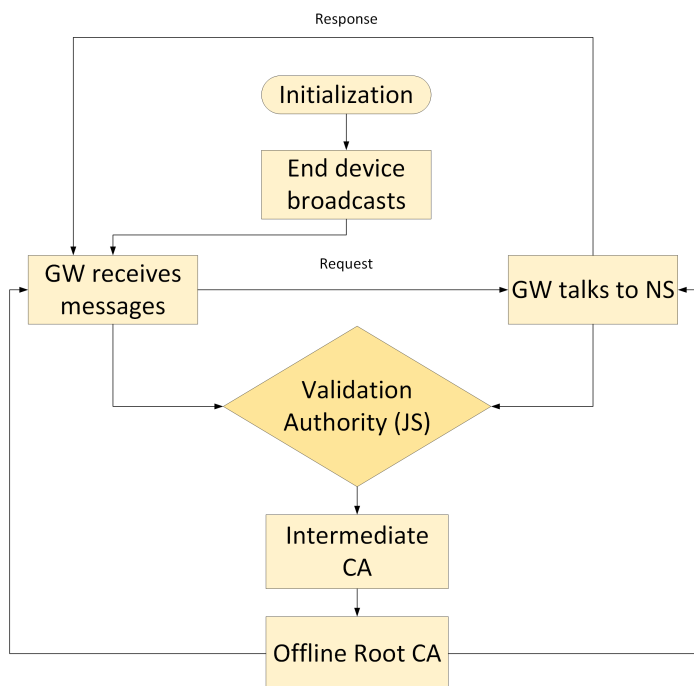 Response
Initialization
End device
broadcasts
GW receives
messages
Request
GW talks to NS
Validation
Authority (JS)
Intermediate
CA
Offline Root CA